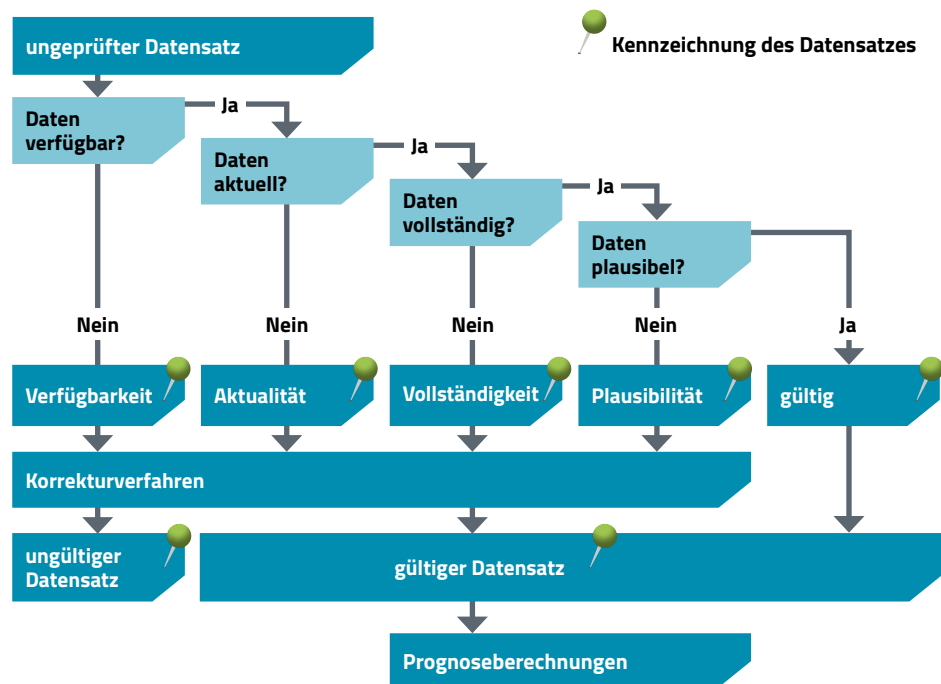 ungeprüfter Datensatz
Kennzeichnung des Datensatzes
Daten
verfügbar?
Ja
Daten
aktuell?
Ja
Daten
vollständig?
Ja
Daten
plausibel?
Nein
Nein
Nein
Nein
Ja
Verfügbarkeit
Aktualität
Vollständigkeit
Plausibilität
gültig
Korrekturverfahren
ungültiger
Datensatz
gültiger Datensatz
Prognoseberechnungen